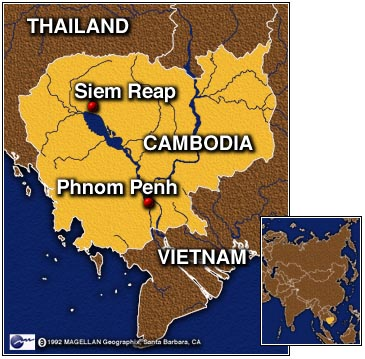 THAILAND
Siem Reap
CAMBODIA
Phnom Penh
VIETNAM
1992 MAGELLAN Geographix, Santa Barbara, CA